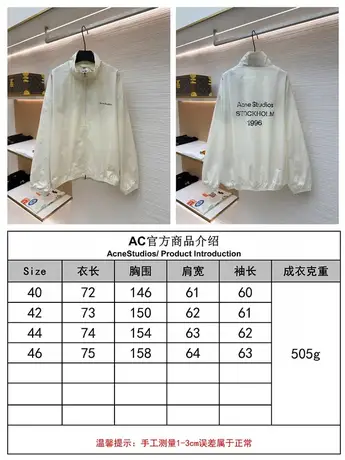 AcneStudios
Acne Studios
STOCKHOLM
1996
AC官方商品介绍
AcneStudios/ Product Introduction
Size 衣长 胸围 肩宽 袖长 成衣克重
40 72 146 61 60
42 73 150 62 61
44 74 154 63 62
46 75 158 64 63
505g
温馨提示：手工测量1-3cm误差属于正常